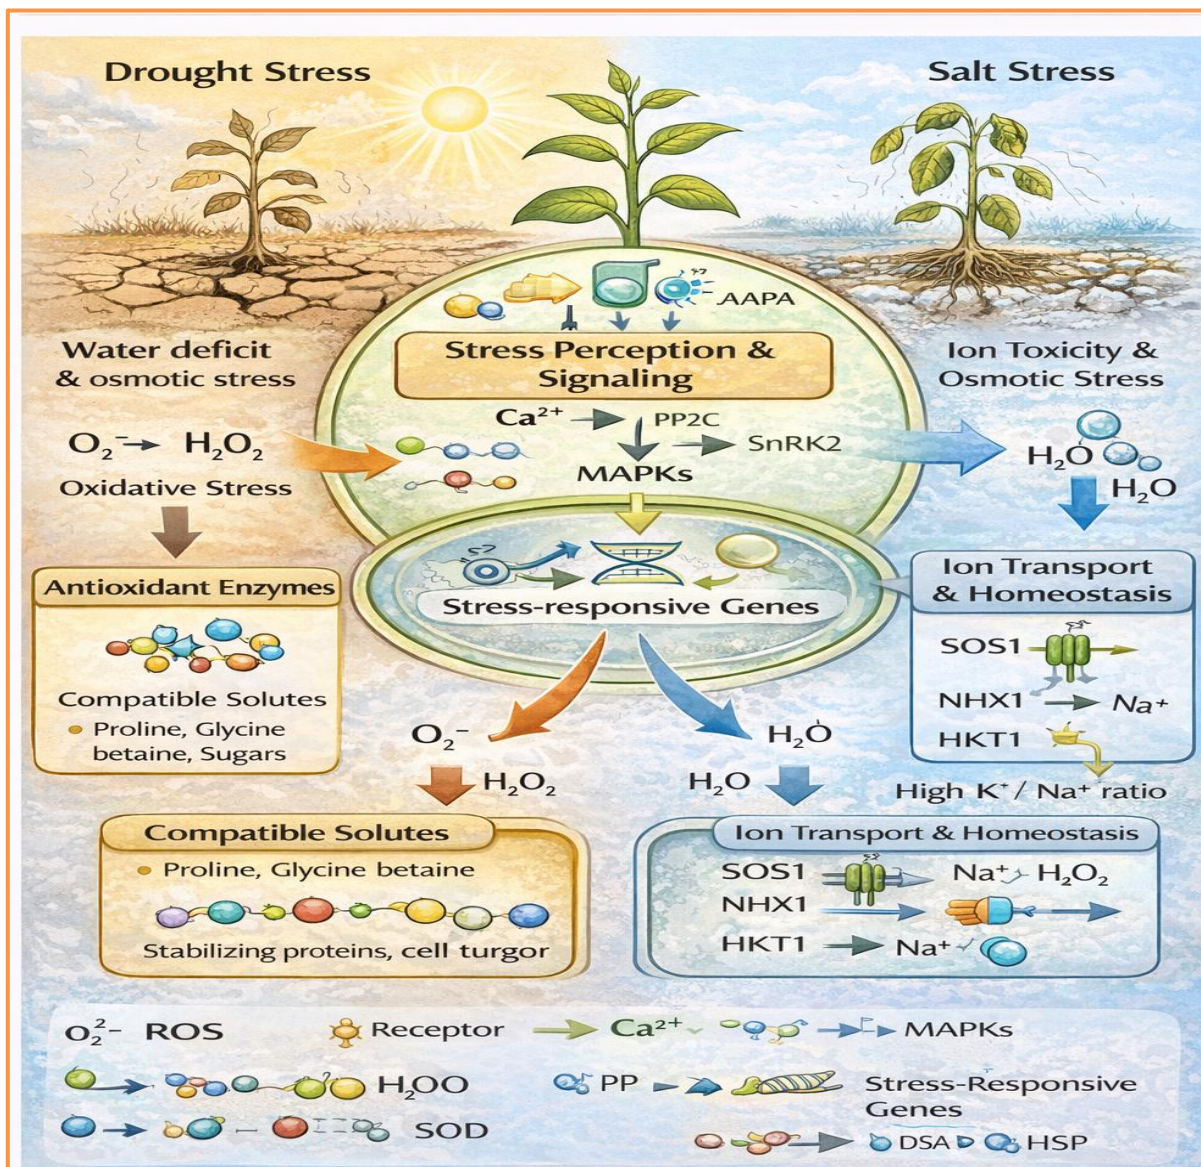 Drought Stress
Salt Stress
.AAPA
Stress Perception &
Signaling
Water deficit
& osmotic stress
Ion Toxicity &
Osmotic Stress
Ca²⁺
PP2C
SnRK2
MAPKs
O₂⁻ → H₂O₂
Oxidative Stress
H₂O
H₂O
Antioxidant Enzymes
Compatible Solutes
• Proline, Glycine
betaine, Sugars
Stress-responsive Genes
Ion Transport
& Homeostasis
SOS1
NHX1 → Na⁺
HKT1
High K⁺ / Na⁺ ratio
O₂⁻
H₂O₂
H₂O
H₂O
Compatible Solutes
• Proline, Glycine betaine
Stabilizing proteins, cell turgor
Ion Transport & Homeostasis
SOS1 Na⁺ H₂O₂
NHX1
HKT1 → Na⁺
O₂²⁻ ROS
Receptor → Ca²⁺ MAPKs
H₂OO
PP Stress-Responsive
Genes
SOD
DSA HSP